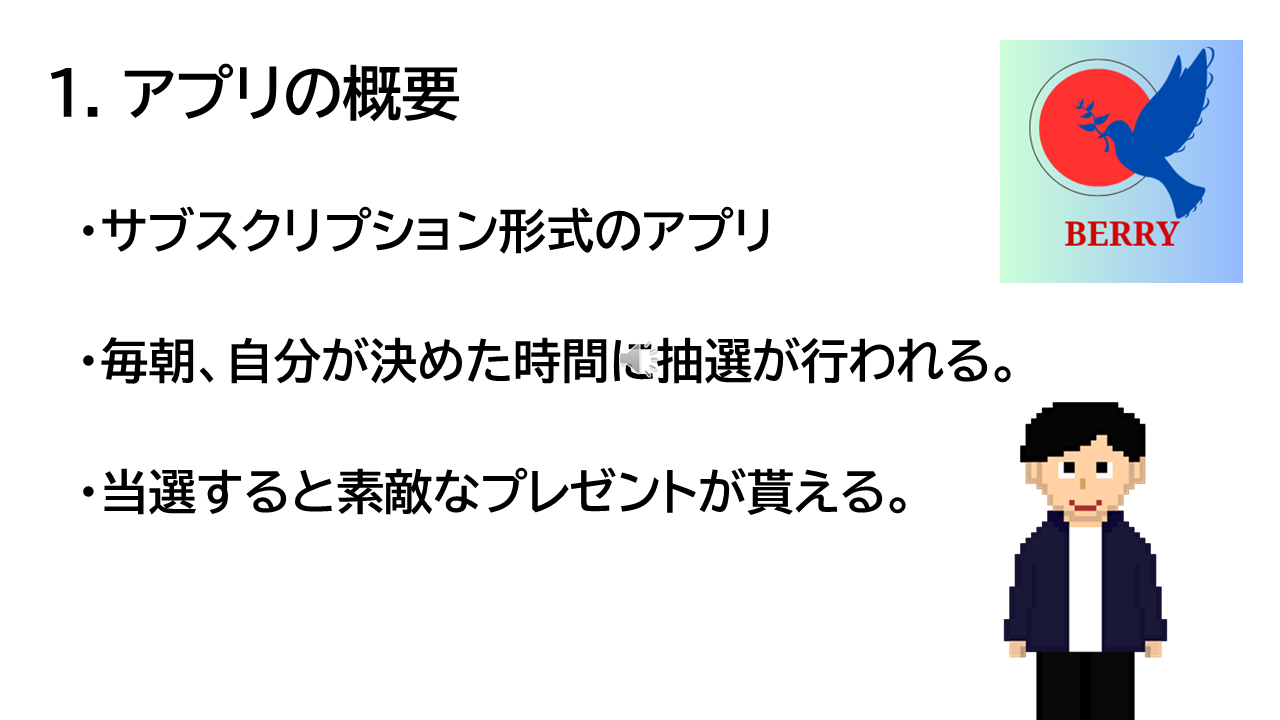 1. アプリの概要
・サブスクリプション形式のアプリ
・毎朝、自分が決めた時間に抽選が行われる。
・当選すると素敵なプレゼントが貰える。
BERRY